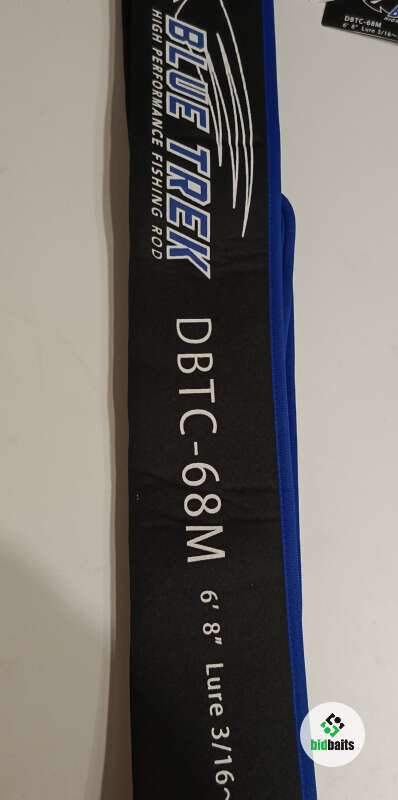 BLUE TREK
HIGH PERFORMANCE FISHING ROD
DBTC-68M 6' 8" Lure 3/16~
DBTC-68M
6' 8" Lure 3/16~
bidbaits